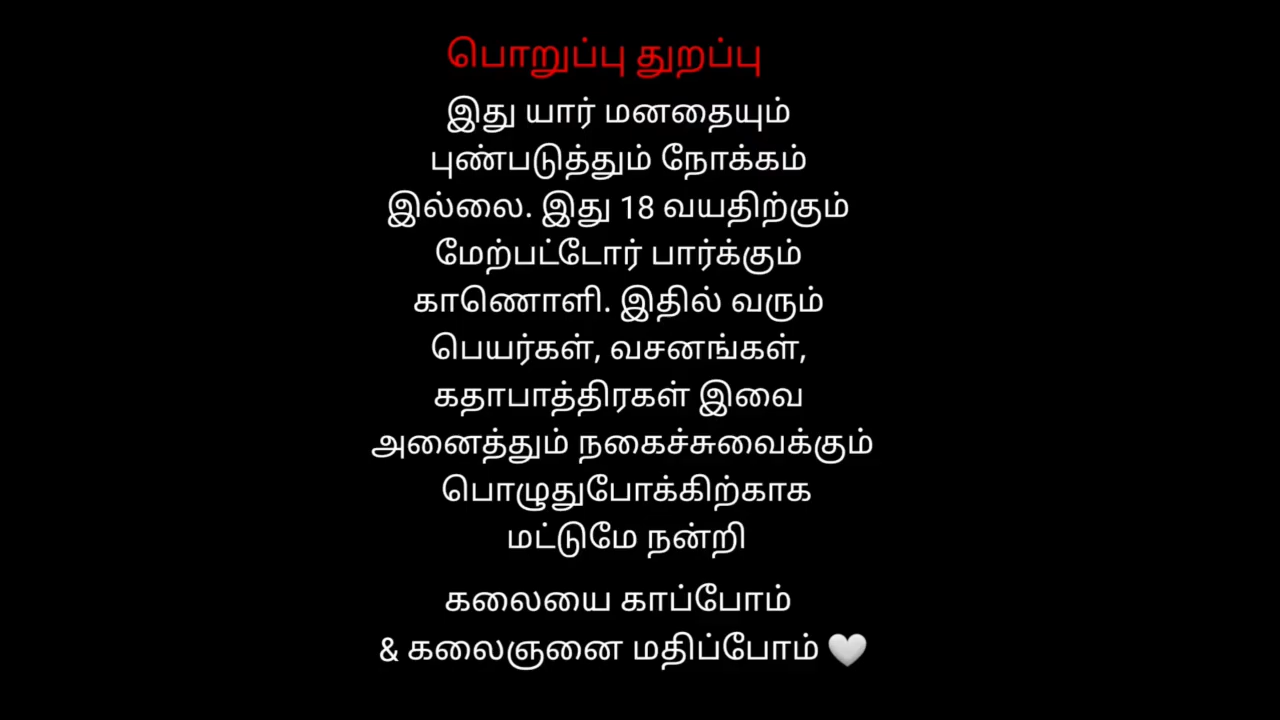 பொறுப்பு துறப்பு
இது யார் மனதையும்
புண்படுத்தும் நோக்கம்
இல்லை. இது 18 வயதிற்கும்
மேற்பட்டோர் பார்க்கும்
காணொளி. இதில் வரும்
பெயர்கள், வசனங்கள்,
கதாபாத்திரகள் இவை
அனைத்தும் நகைச்சுவைக்கும்
பொழுதுபோக்கிற்காக
மட்டுமே நன்றி
கலையை காப்போம்
& கலைஞனை மதிப்போம் 🤍